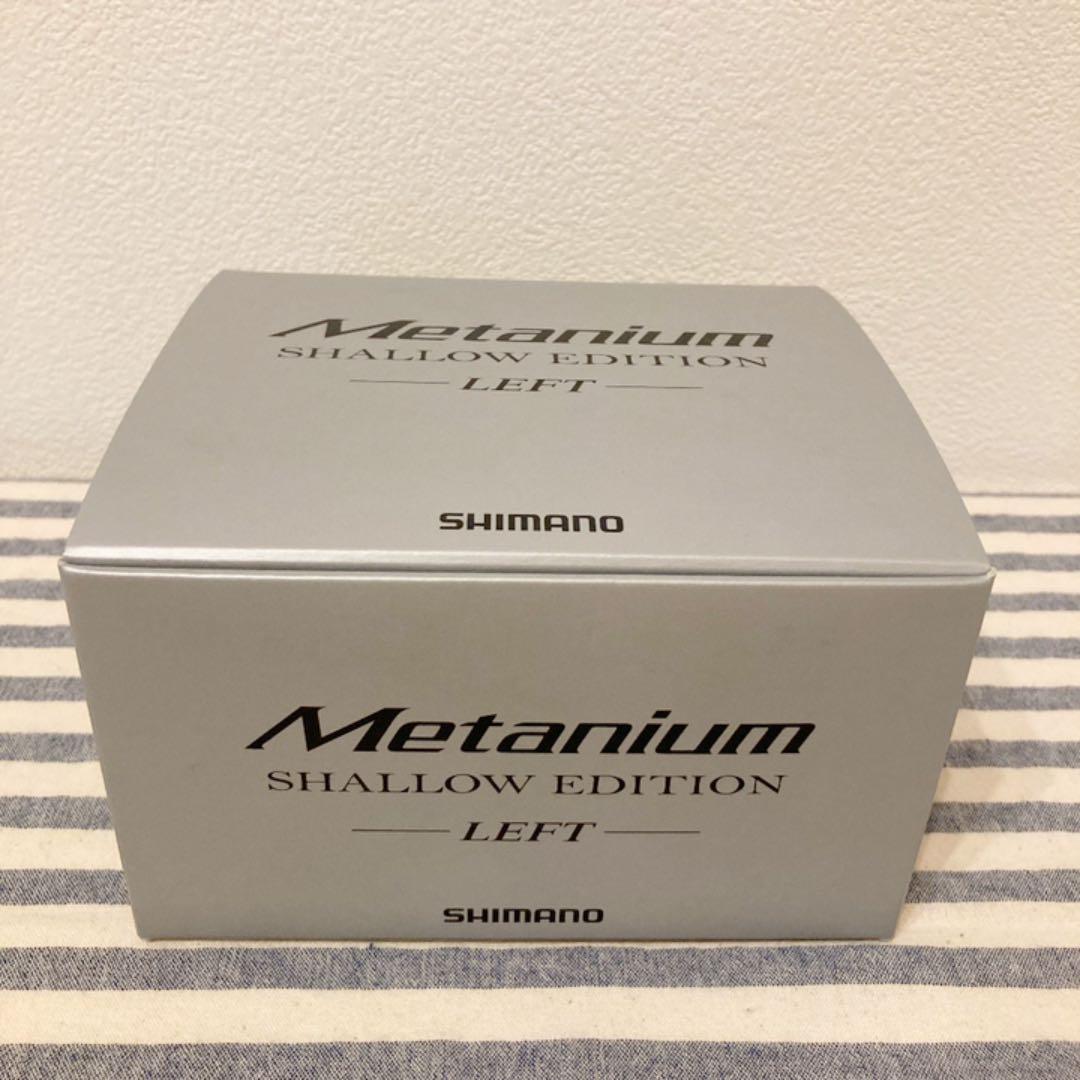 Metanium
SHALLOW EDITION
LEFT
SHIMANO
Metanium
SHALLOW EDITION
LEFT
SHIMANO